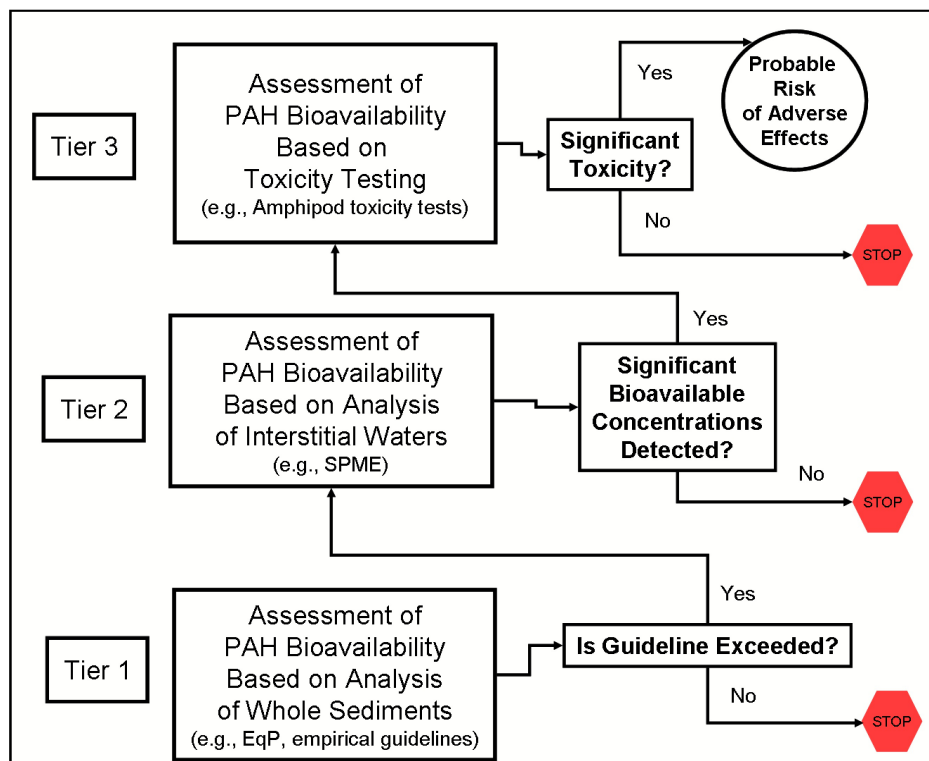 Tier 3
Assessment of
PAH Bioavailability
Based on
Toxicity Testing
(e.g., Amphipod toxicity tests)
Significant
Toxicity?
Yes
Probable
Risk
of Adverse
Effects
No
STOP
Tier 2
Assessment of
PAH Bioavailability
Based on Analysis
of Interstitial Waters
(e.g., SPME)
Yes
Significant
Bioavailable
Concentrations
Detected?
No
STOP
Tier 1
Assessment of
PAH Bioavailability
Based on Analysis
of Whole Sediments
(e.g., EqP, empirical guidelines)
Yes
Is Guideline Exceeded?
No
STOP